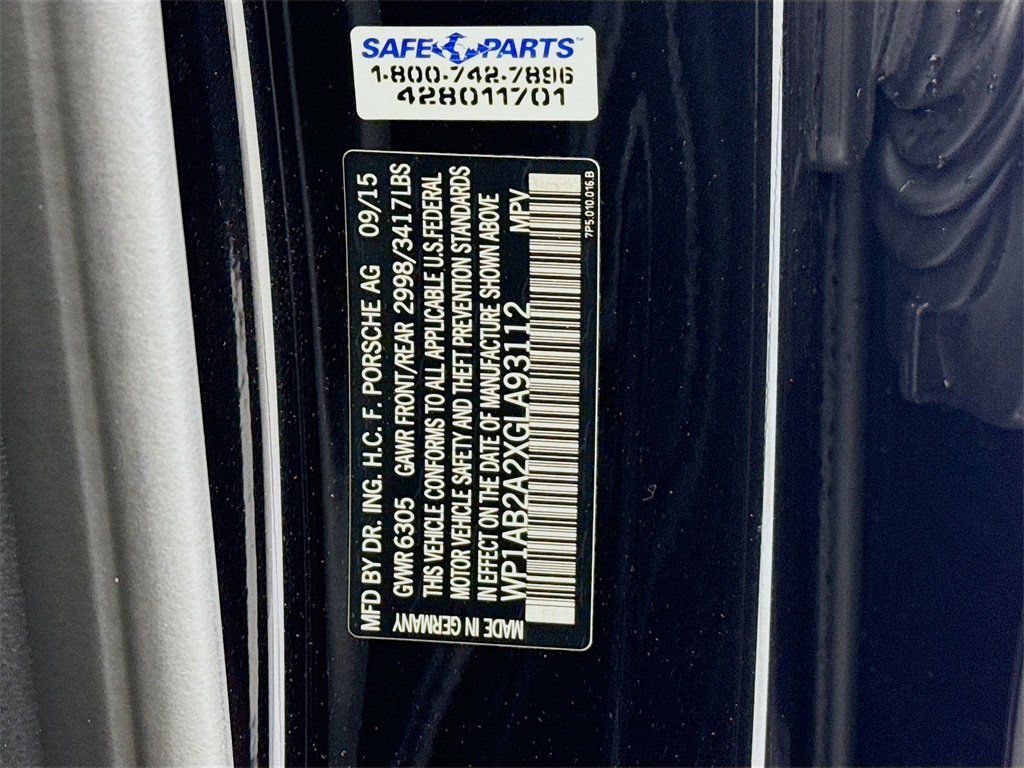 SAFE PARTS™
1-800-742-7896
428011701
MFD BY DR. ING. H.C. F. PORSCHE AG 09/15
GVWR 6305 GAWR FRONT/REAR 2998/3417 LBS
THIS VEHICLE CONFORMS TO ALL APPLICABLE U.S. FEDERAL
MOTOR VEHICLE SAFETY AND THEFT PREVENTION STANDARDS
IN EFFECT ON THE DATE OF MANUFACTURE SHOWN ABOVE
WP1AB2A2XGLA93112 MPV
MADE IN GERMANY
7P5.010.016.B